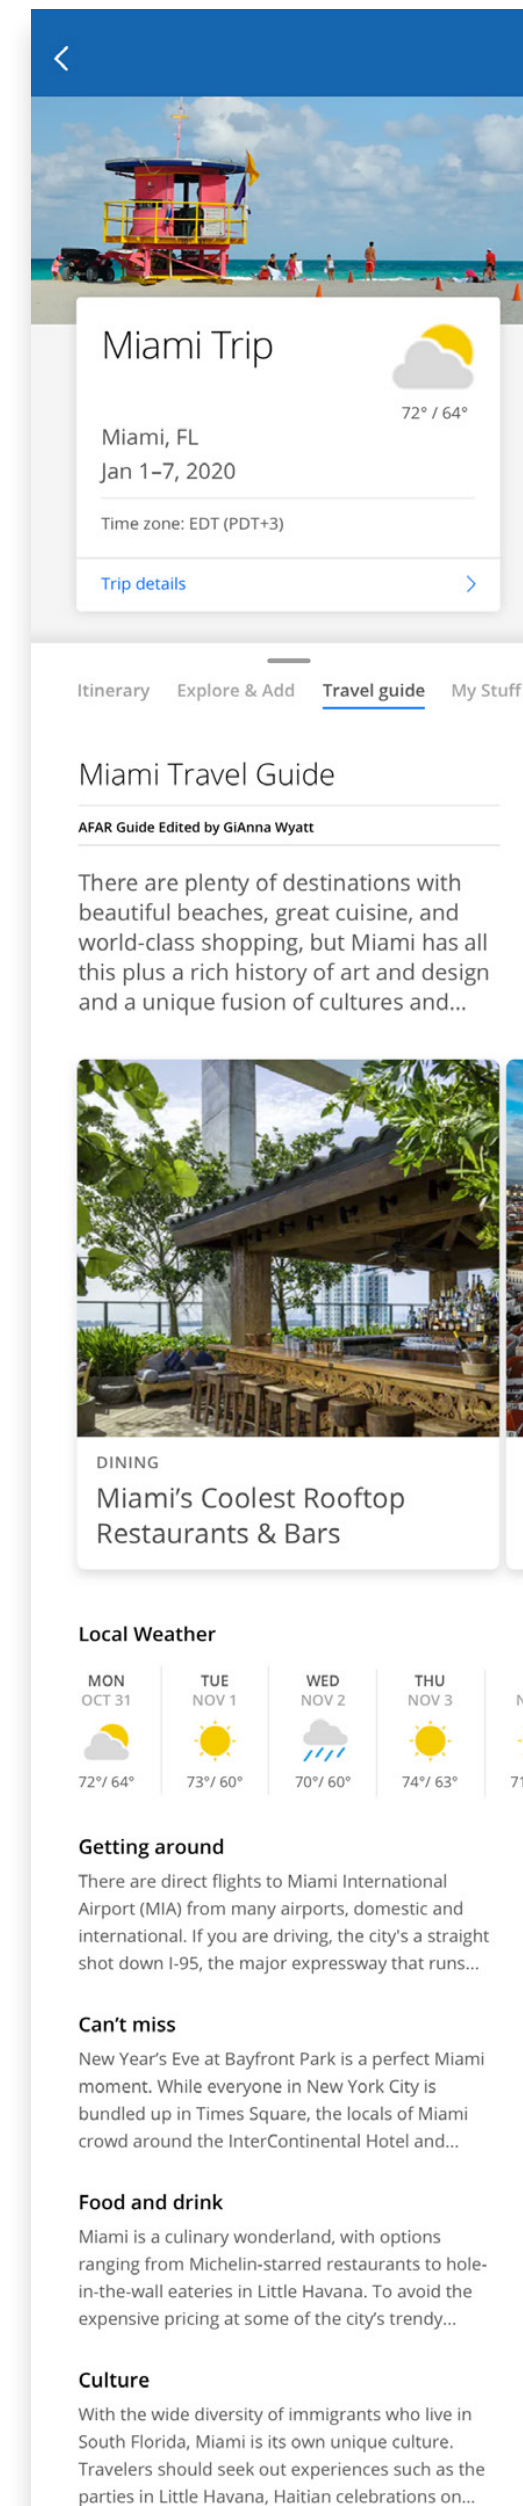 Miami Trip
72° / 64°
Miami, FL
Jan 1–7, 2020
Time zone: EDT (PDT+3)
Trip details
Itinerary Explore & Add Travel guide My Stuff
Miami Travel Guide
AFAR Guide Edited by GiAnna Wyatt
There are plenty of destinations with
beautiful beaches, great cuisine, and
world-class shopping, but Miami has all
this plus a rich history of art and design
and a unique fusion of cultures and...
DINING
Miami’s Coolest Rooftop
Restaurants & Bars
Local Weather
MON TUE WED THU
OCT 31 NOV 1 NOV 2 NOV 3
72°/ 64° 73°/ 60° 70°/ 60° 74°/ 63°
Getting around
There are direct flights to Miami International
Airport (MIA) from many airports, domestic and
international. If you are driving, the city's a straight
shot down I-95, the major expressway that runs...
Can’t miss
New Year’s Eve at Bayfront Park is a perfect Miami
moment. While everyone in New York City is
bundled up in Times Square, the locals of Miami
crowd around the InterContinental Hotel and...
Food and drink
Miami is a culinary wonderland, with options
ranging from Michelin-starred restaurants to hole-
in-the-wall eateries in Little Havana. To avoid the
expensive pricing at some of the city’s trendy...
Culture
With the wide diversity of immigrants who live in
South Florida, Miami is its own unique culture.
Travelers should seek out experiences such as the
parties in Little Havana, Haitian celebrations on...